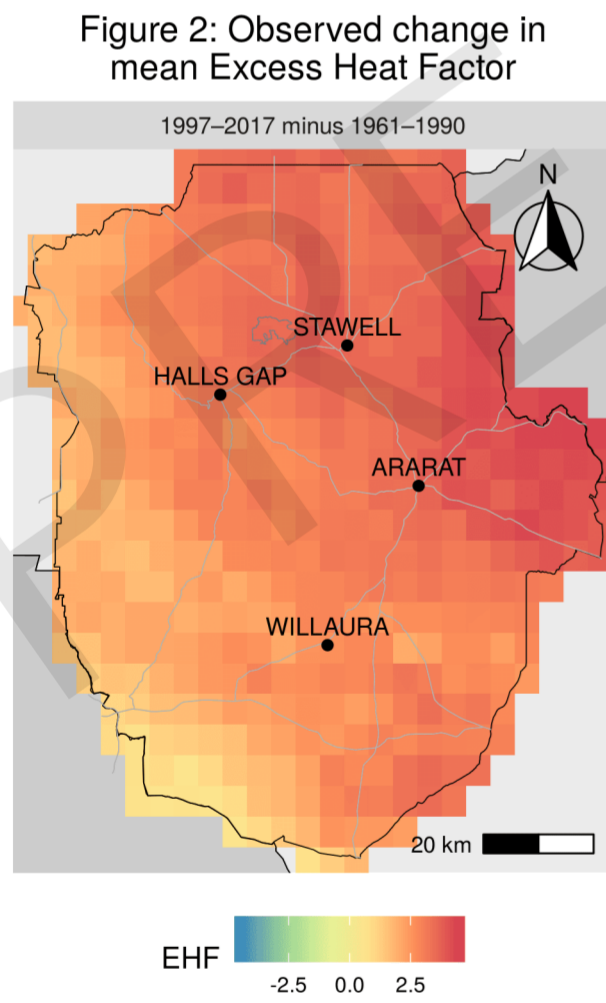 Figure 2: Observed change in
mean Excess Heat Factor
1997–2017 minus 1961–1990
N
STAWELL
HALLS GAP
ARARAT
WILLAURA
20 km
EHF
-2.5 0.0 2.5